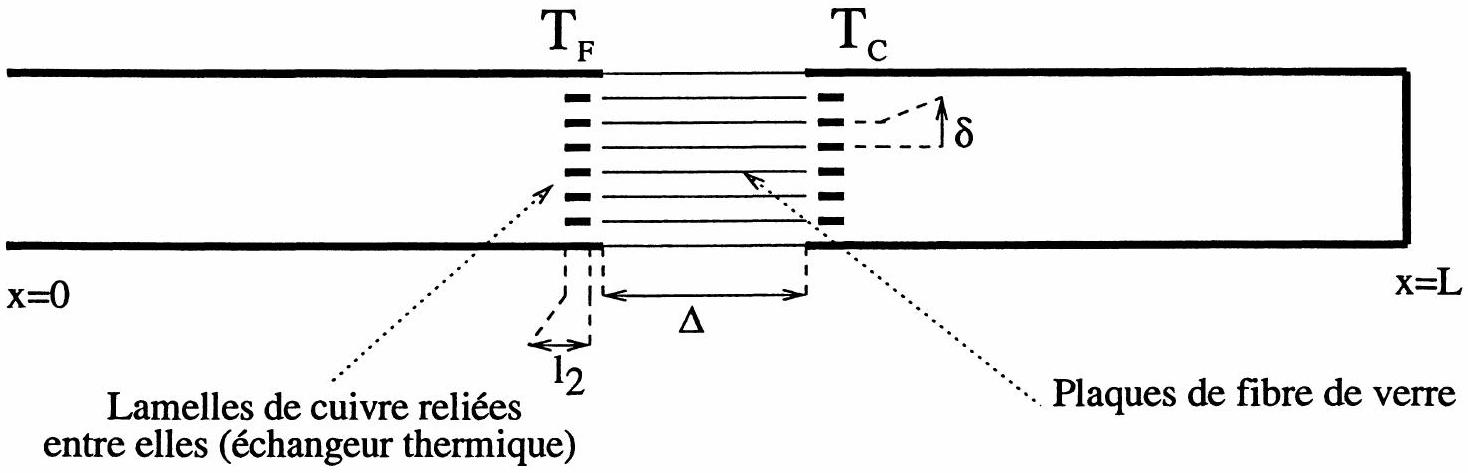 T_F T_C
δ
x=0 x=L
Δ
l_2
Lamelles de cuivre reliées
entre elles (échangeur thermique)
Plaques de fibre de verre